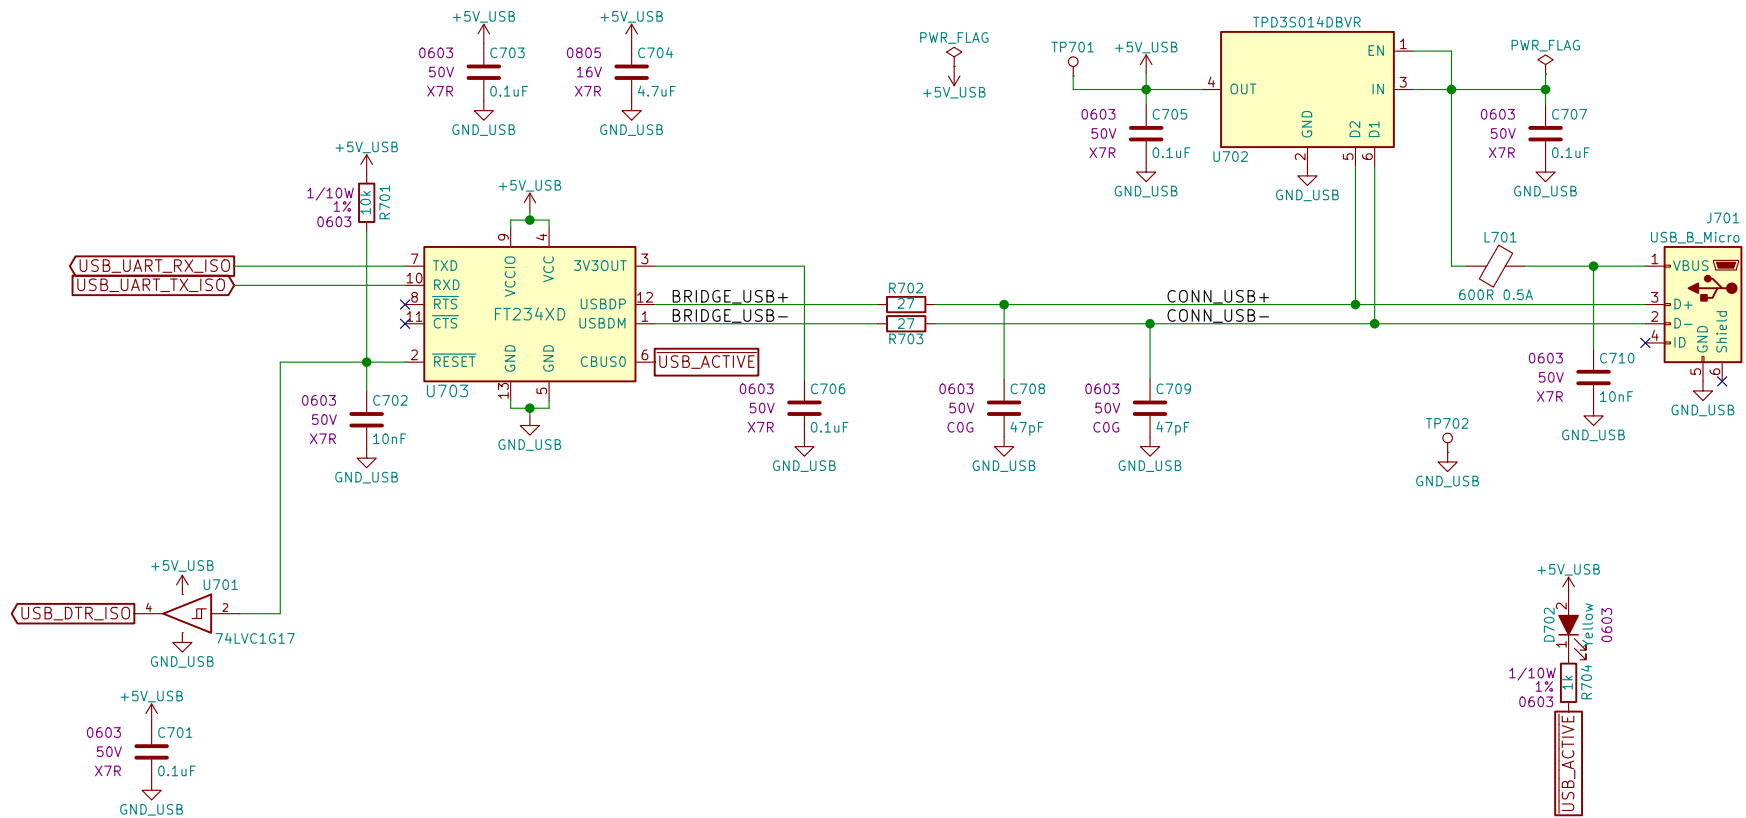 +5V_USB
0603 C703
50V
X7R 0.1uF
GND_USB
+5V_USB
0805 C704
16V
X7R 4.7uF
GND_USB
PWR_FLAG
+5V_USB
TP701
+5V_USB
0603 C705
50V
X7R 0.1uF
GND_USB
TPD3S014DBVR
EN 1
4 OUT IN 3
GND D2 D1
2 5 6
U702
GND_USB
PWR_FLAG
0603 C707
50V
X7R 0.1uF
GND_USB
+5V_USB
1/10W
1%
0603
10k
R701
+5V_USB
9 4
VCCIO VCC
USB_UART_RX_ISO 7 TXD
USB_UART_TX_ISO 10 RXD
8 RTS
11 CTS
2 RESET
FT234XD
3V3OUT 3
USBDP 12
USBDM 1
CBUS0 6
USB_ACTIVE
GND GND
13 5
U703
GND_USB
BRIDGE_USB+
BRIDGE_USB-
R702
27
27
R703
CONN_USB+
CONN_USB-
L701
600R 0.5A
J701
USB_B_Micro
1 VBUS
3 D+
2 D-
4 ID
GND Shield
5 6
GND_USB
0603 C702
50V
X7R 10nF
GND_USB
0603 C706
50V
X7R 0.1uF
GND_USB
0603 C708
50V
C0G 47pF
GND_USB
0603 C709
50V
C0G 47pF
GND_USB
0603 C710
50V
X7R 10nF
GND_USB
TP702
GND_USB
+5V_USB
U701
USB_DTR_ISO 4 2
74LVC1G17
GND_USB
+5V_USB
0603 C701
50V
X7R 0.1uF
GND_USB
+5V_USB
2
D702 Yellow 0603
1
1/10W
1%
0603
1k
R704
USB_ACTIVE